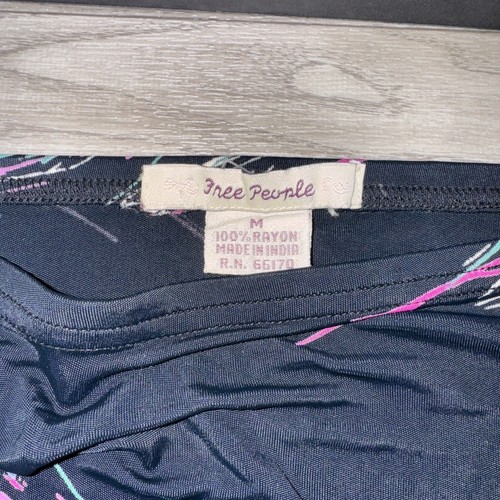 Free People
M
100% RAYON
MADE IN INDIA
R.N. 66170